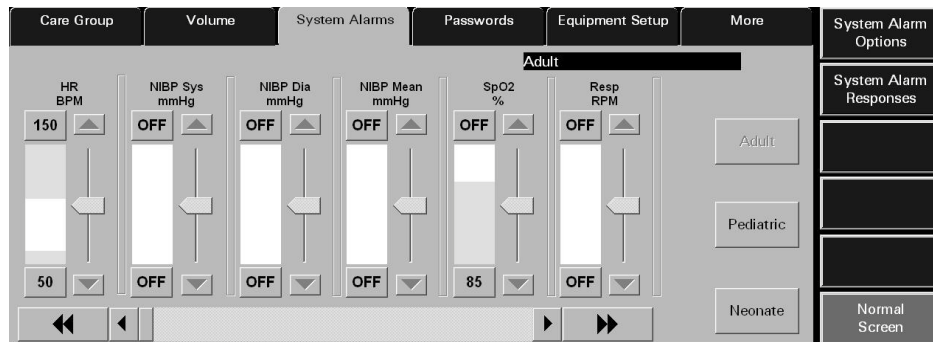 Care Group
Volume
System Alarms
Passwords
Equipment Setup
More
System Alarm
Options
Adult
System Alarm
Responses
HR
BPM
NIBP Sys
mmHg
NIBP Dia
mmHg
NIBP Mean
mmHg
SpO2
%
Resp
RPM
150
OFF
OFF
OFF
OFF
OFF
Adult
Pediatric
50
OFF
OFF
OFF
85
OFF
Neonate
Normal
Screen